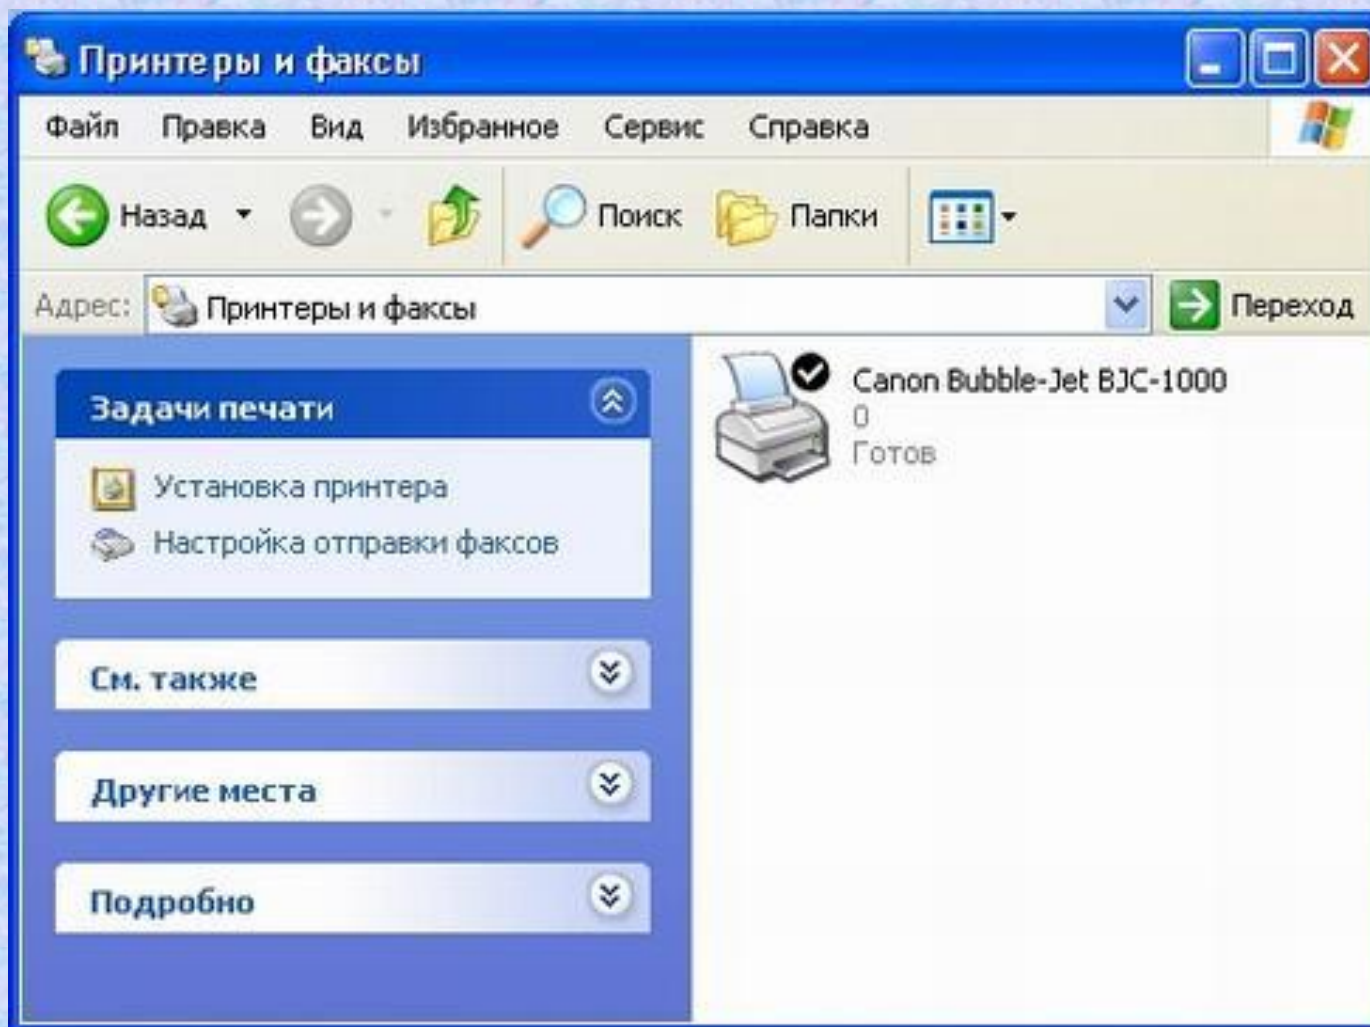 Принтеры и факсы
Файл Правка Вид Избранное Сервис Справка
Назад Поиск Папки
Адрес: Принтеры и факсы Переход
Задачи печати
Установка принтера
Настройка отправки факсов
См. также
Другие места
Подробно
Canon Bubble-Jet BJC-1000
0
Готов